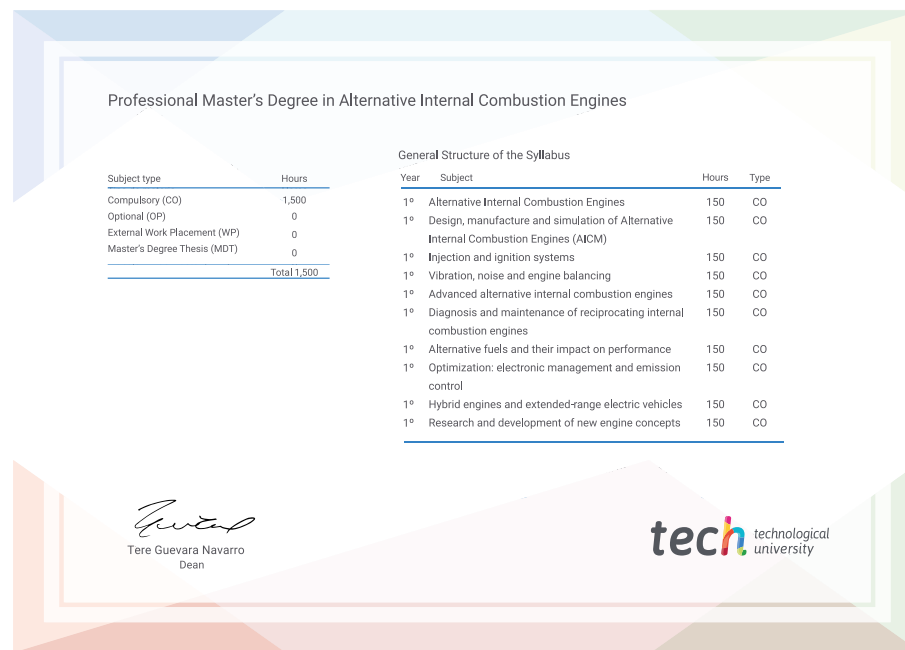 Professional Master's Degree in Alternative Internal Combustion Engines
General Structure of the Syllabus
Subject type Hours
Compulsory (CO) 1,500
Optional (OP) 0
External Work Placement (WP) 0
Master's Degree Thesis (MDT) 0
Total 1,500
Year Subject Hours Type
1º Alternative Internal Combustion Engines 150 CO
1º Design, manufacture and simulation of Alternative 150 CO
Internal Combustion Engines (AICM)
1º Injection and ignition systems 150 CO
1º Vibration, noise and engine balancing 150 CO
1º Advanced alternative internal combustion engines 150 CO
1º Diagnosis and maintenance of reciprocating internal 150 CO
combustion engines
1º Alternative fuels and their impact on performance 150 CO
1º Optimization: electronic management and emission 150 CO
control
1º Hybrid engines and extended-range electric vehicles 150 CO
1º Research and development of new engine concepts 150 CO
Tere Guevara Navarro
Dean
tech technological
university